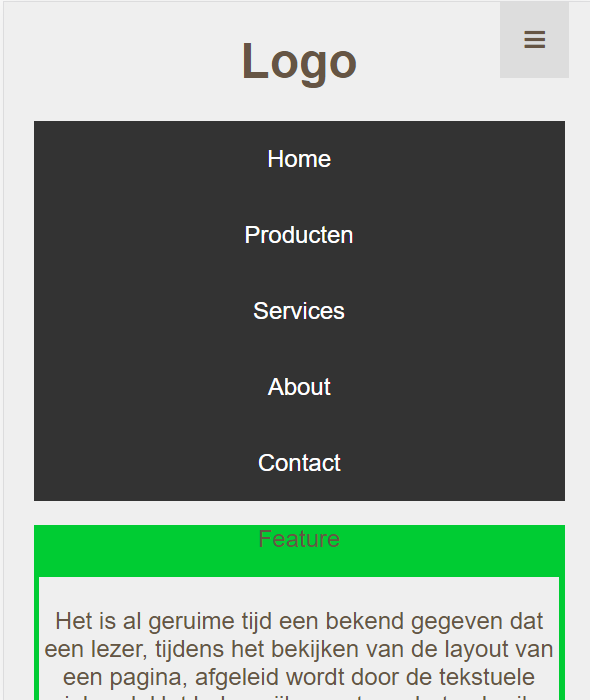 Logo
Home
Producten
Services
About
Contact
Feature
Het is al geruime tijd een bekend gegeven dat
een lezer, tijdens het bekijken van de layout van
een pagina, afgeleid wordt door de tekstuele